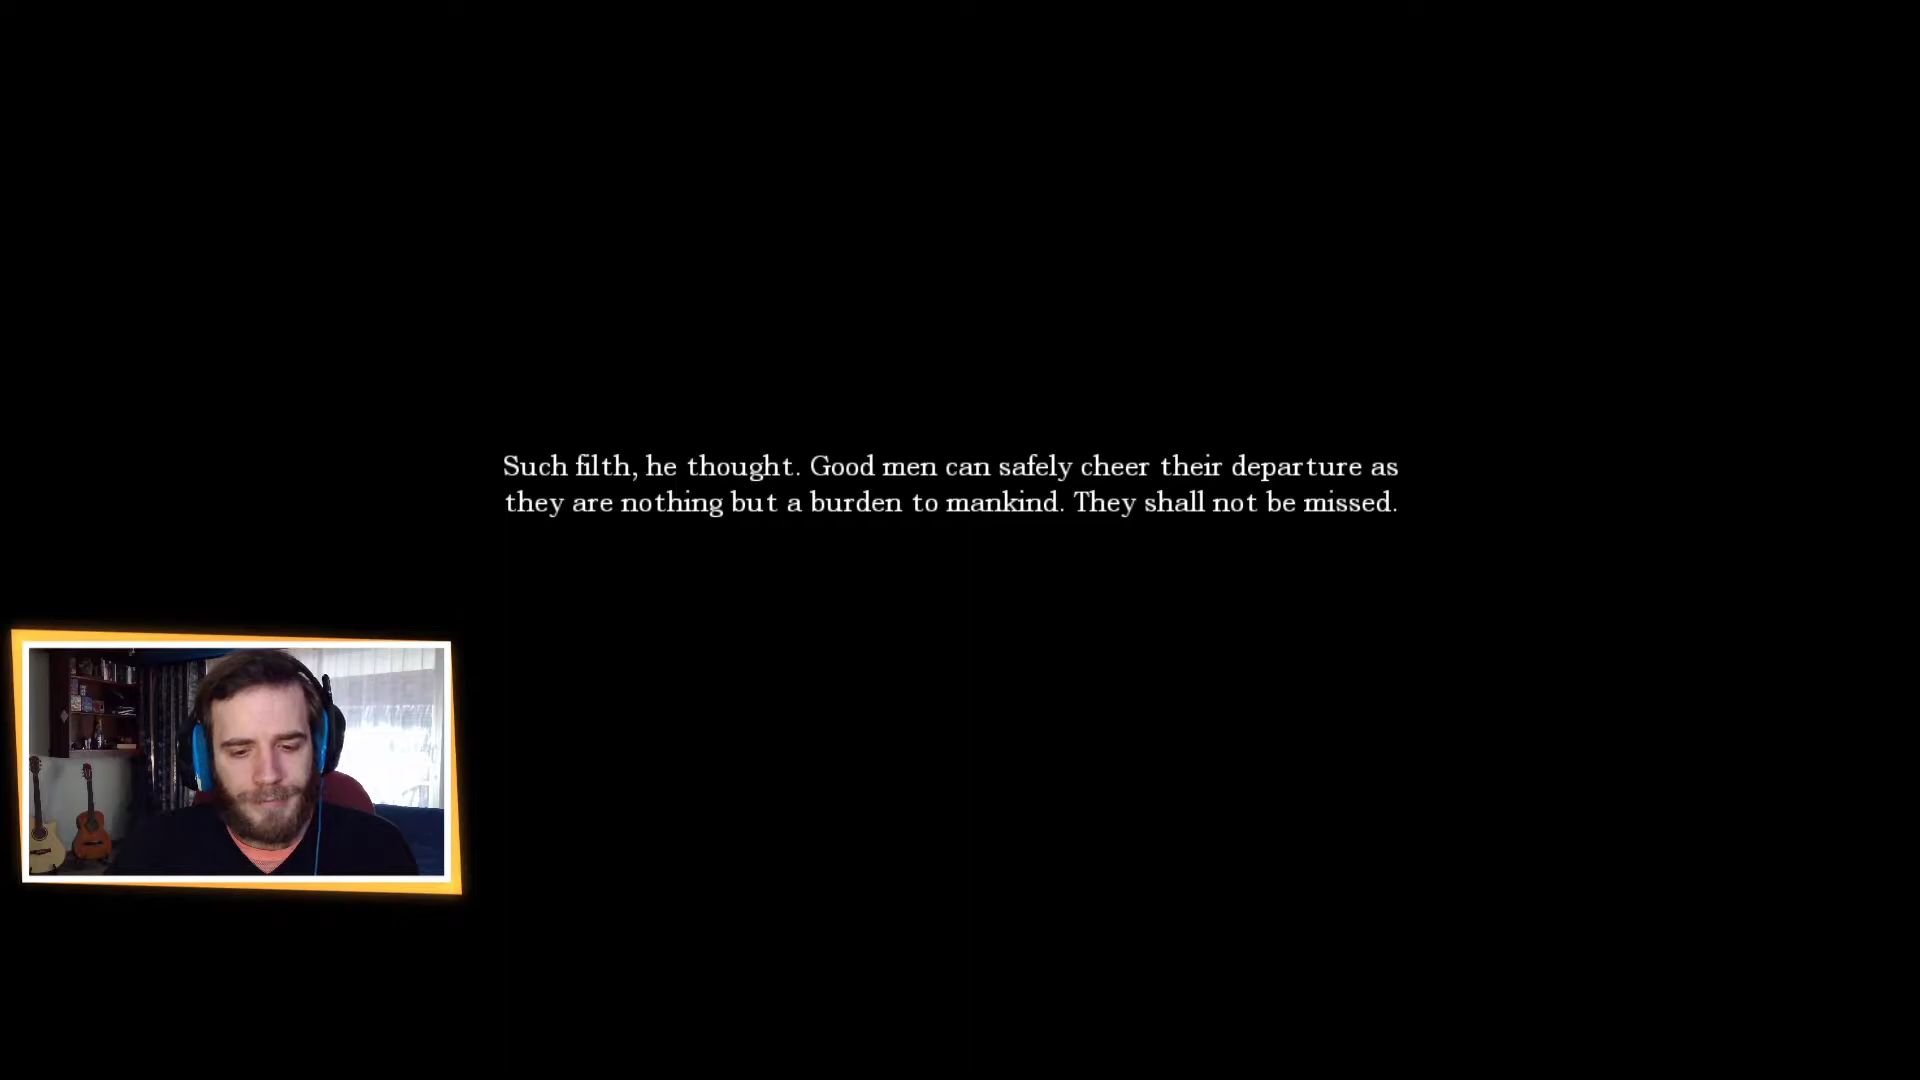 Such filth, he thought. Good men can safely cheer their departure as
they are nothing but a burden to mankind. They shall not be missed.